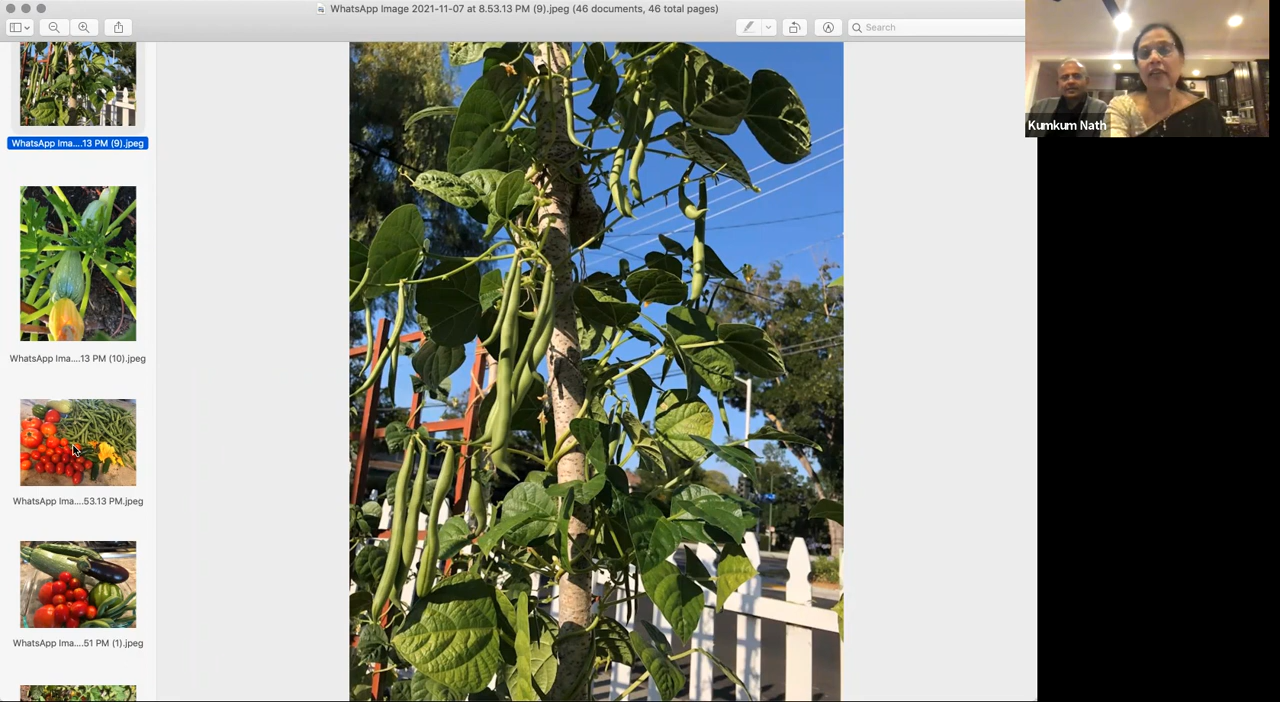 WhatsApp Image 2021-11-07 at 8.53.13 PM (9).jpeg (46 documents, 46 total pages)
Search
Kumkum Nath
WhatsApp Ima....13 PM (9).jpeg
WhatsApp Ima....13 PM (10).jpeg
WhatsApp Ima....53.13 PM.jpeg
WhatsApp Ima....51 PM (1).jpeg